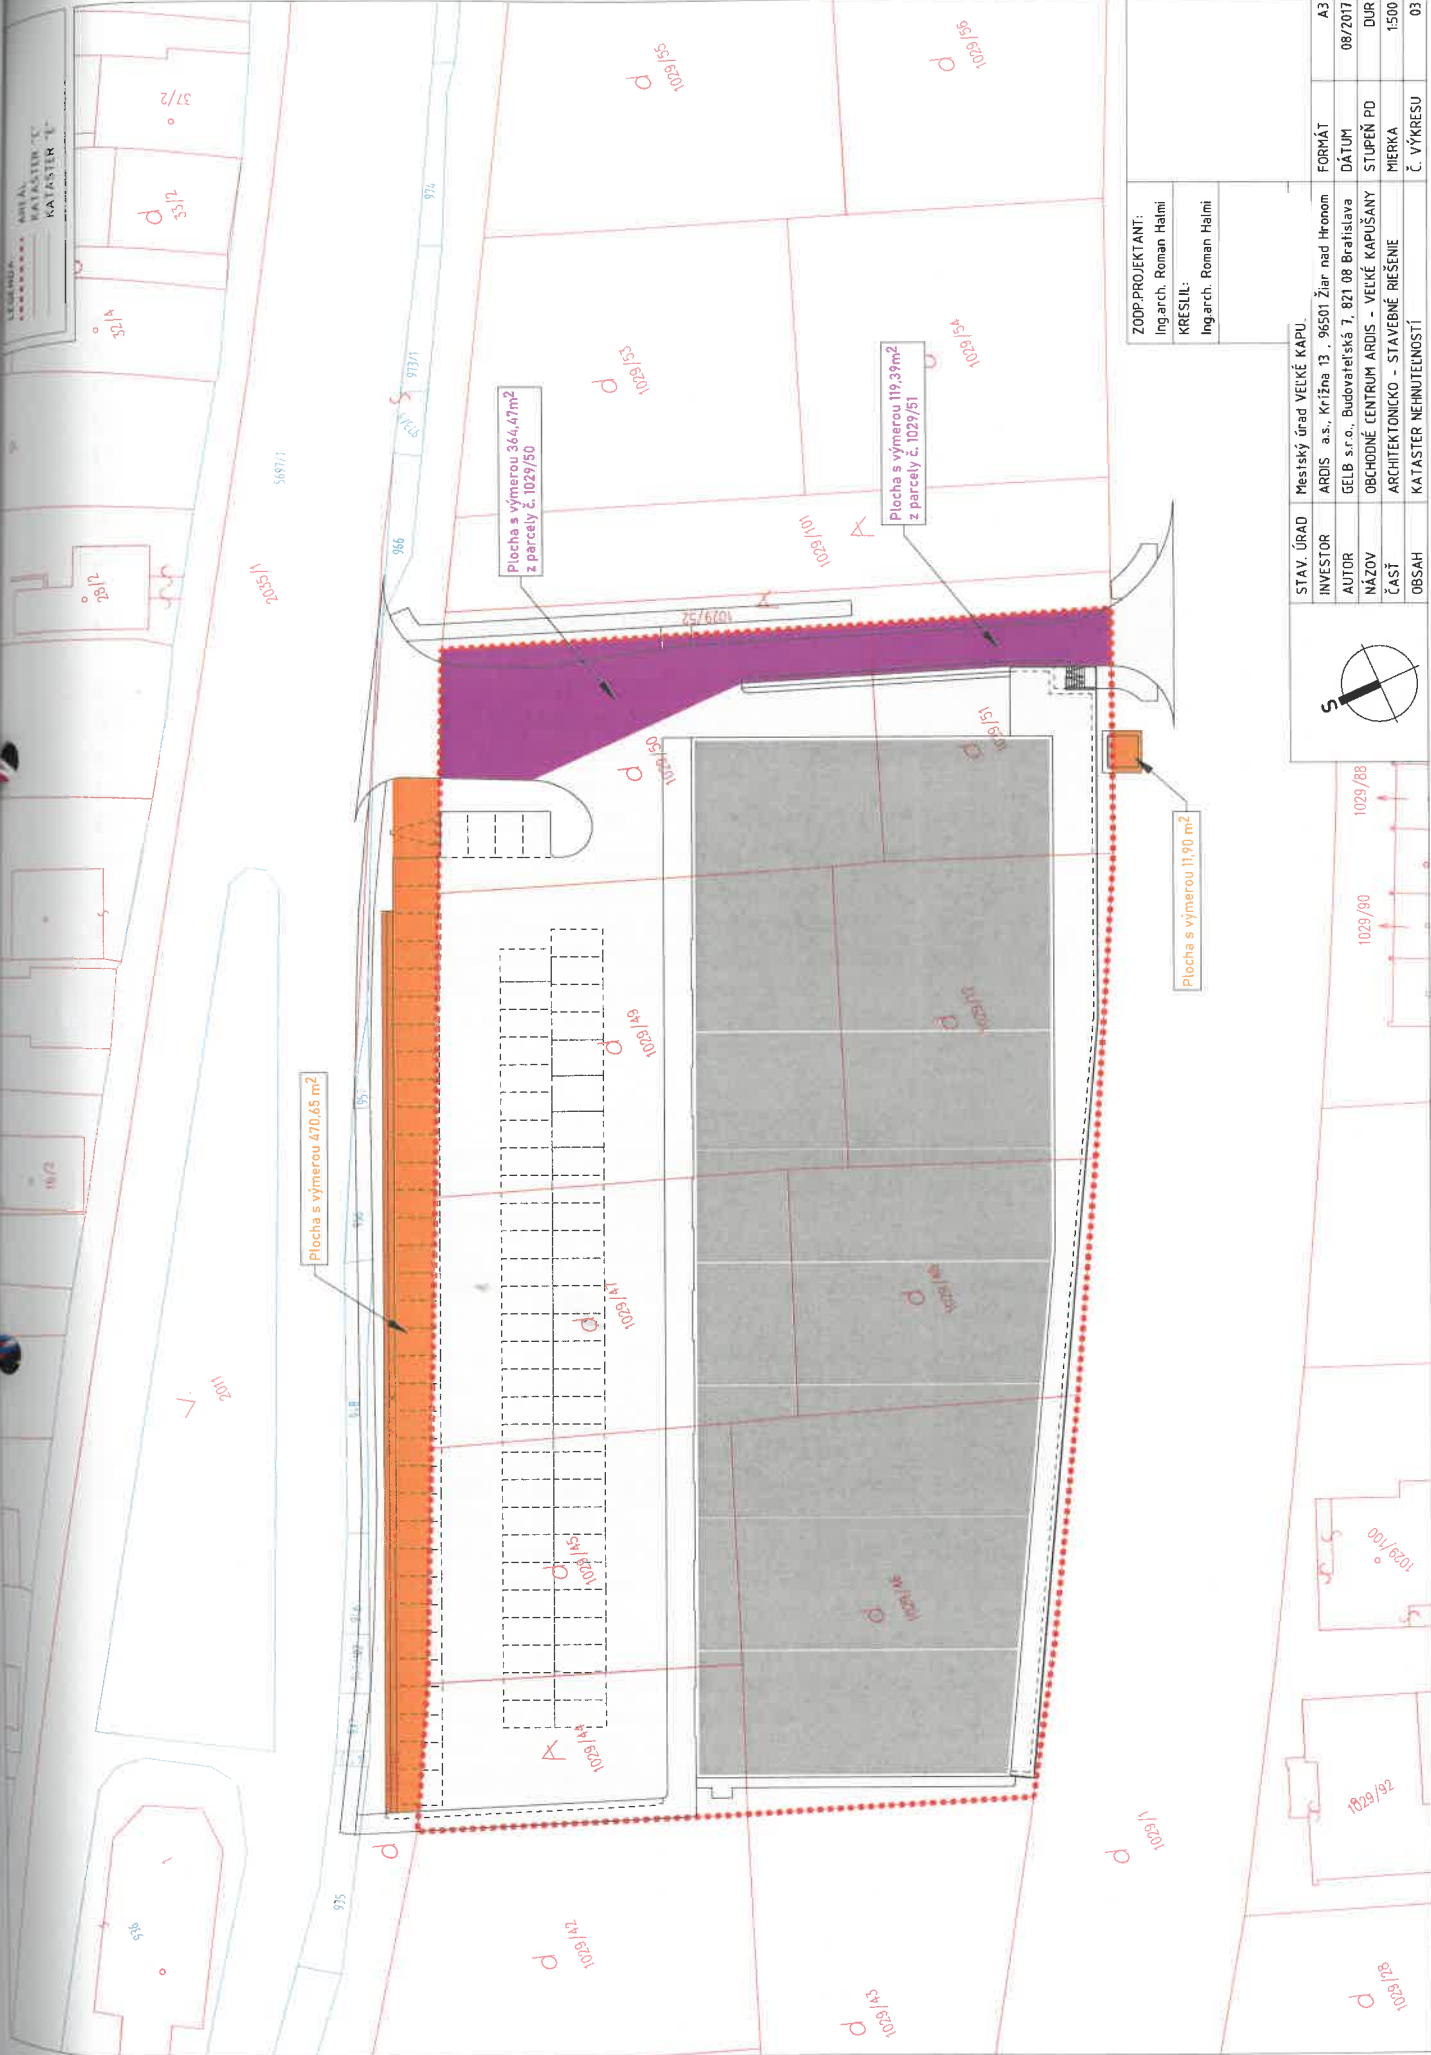 LEGENDA
AREÁL
KATASTER "C"
KATASTER "E"
37/2
33/2
32/4
28/2
16/2
5697/1
2035/1
2011
974
973/1
966
936
935
1029/55
1029/56
1029/53
1029/54
1029/101
1029/52
1029/50
1029/51
1029/49
1029/47
1029/45
1029/44
1029/42
1029/43
1029/1
1029/28
1029/92
1029/100
1029/90
1029/88
Plocha s výmerou 364,47m²
z parcely č. 1029/50
Plocha s výmerou 119,39m²
z parcely č. 1029/51
Plocha s výmerou 470,65 m²
Plocha s výmerou 11,90 m²
S
ZODP.PROJEKTANT:
Ing.arch. Roman Halmi
KRESLIL:
Ing.arch. Roman Halmi
STAV. ÚRAD Mestský úrad VEĽKÉ KAPU
INVESTOR ARDIS a.s., Krížna 13 , 96501 Žiar nad Hronom FORMÁT A3
AUTOR GELB s.r.o., Budovateľská 7, 821 08 Bratislava DÁTUM 08/2017
NÁZOV OBCHODNÉ CENTRUM ARDIS - VEĽKÉ KAPUŠANY STUPEŇ PD DUR
ČASŤ ARCHITEKTONICKO - STAVEBNÉ RIEŠENIE MIERKA 1:500
OBSAH KATASTER NEHNUTEĽNOSTÍ Č. VÝKRESU 03